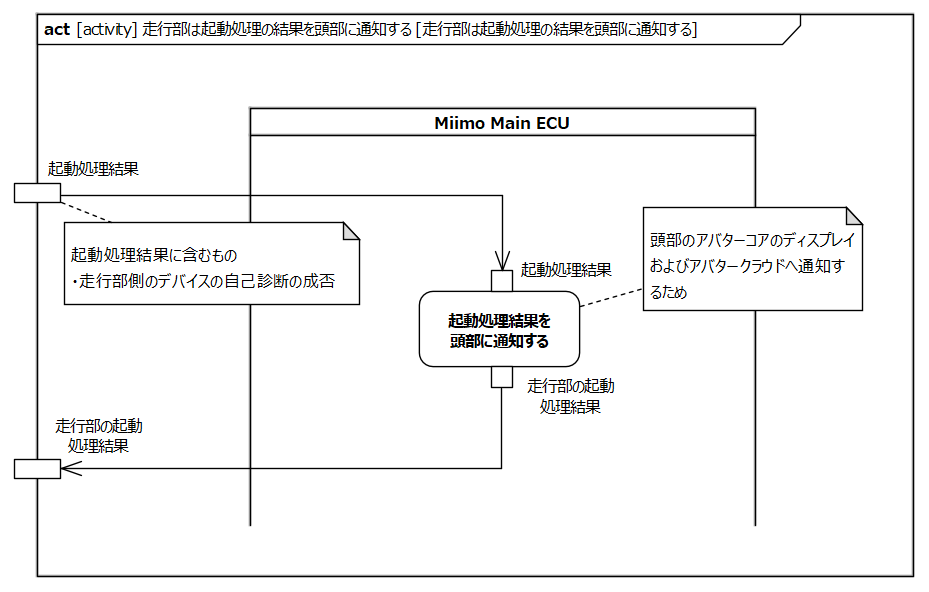 act [activity] 走行部は起動処理の結果を頭部に通知する [走行部は起動処理の結果を頭部に通知する]
Miimo Main ECU
起動処理結果
起動処理結果に含むもの
・走行部側のデバイスの自己診断の成否
頭部のアバターコアのディスプレイ
およびアバタークラウドへ通知す
るため
起動処理結果
起動処理結果を
頭部に通知する
走行部の起動
処理結果
走行部の起動
処理結果